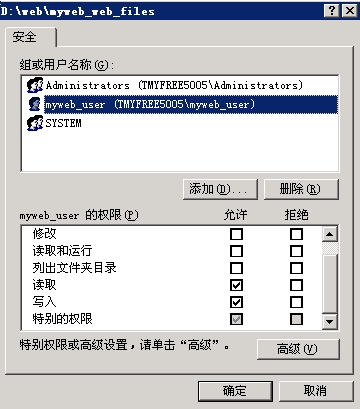 D:\web\myweb_web_files
安全
组或用户名称(G):
Administrators (TMYFREE5005\Administrators)
myweb_user (TMYFREE5005\myweb_user)
SYSTEM
添加(D)... 删除(R)
myweb_user 的权限(P) 允许 拒绝
修改
读取和运行
列出文件夹目录
读取
写入
特别的权限
特别权限或高级设置，请单击“高级”。 高级(V)
确定 取消